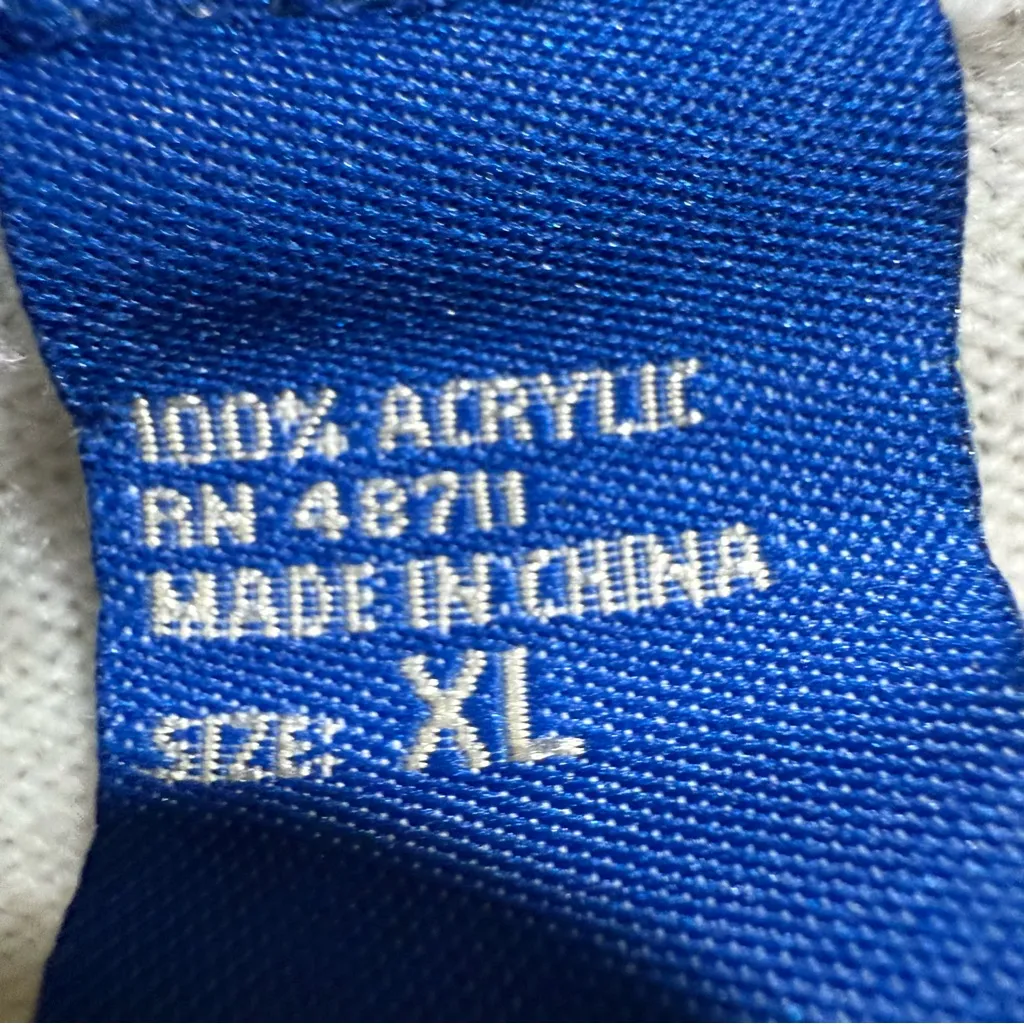 100% ACRYLIC
RN 48711
MADE IN CHINA
SIZE: XL